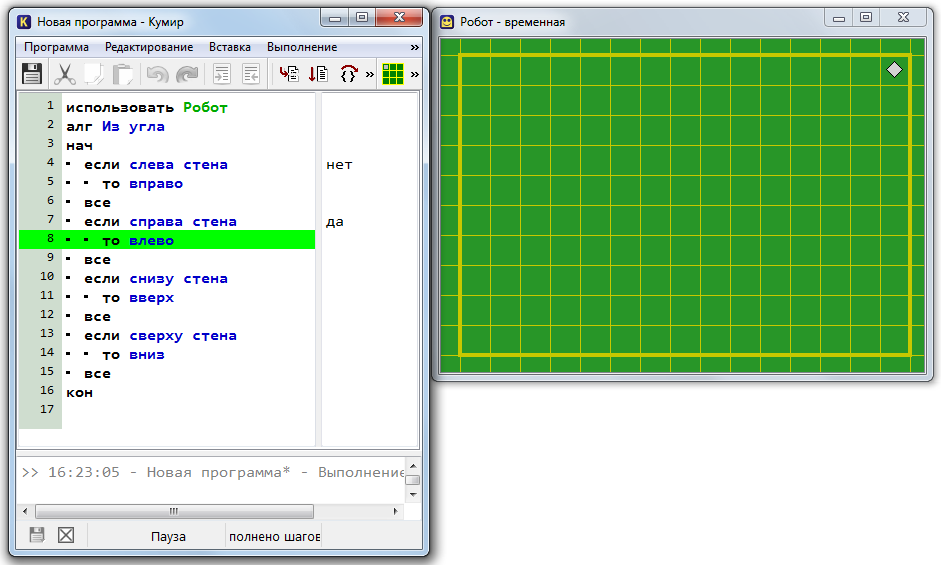 Новая программа - Кумир
Программа Редактирование Вставка Выполнение »
» »
1 использовать Робот
2 алг Из угла
3 нач
4 если слева стена нет
5 то вправо
6 все
7 если справа стена да
8 то влево
9 все
10 если снизу стена
11 то вверх
12 все
13 если сверху стена
14 то вниз
15 все
16 кон
17
>> 16:23:05 - Новая программа* - Выполнение
Пауза полнено шагов
Робот - временная